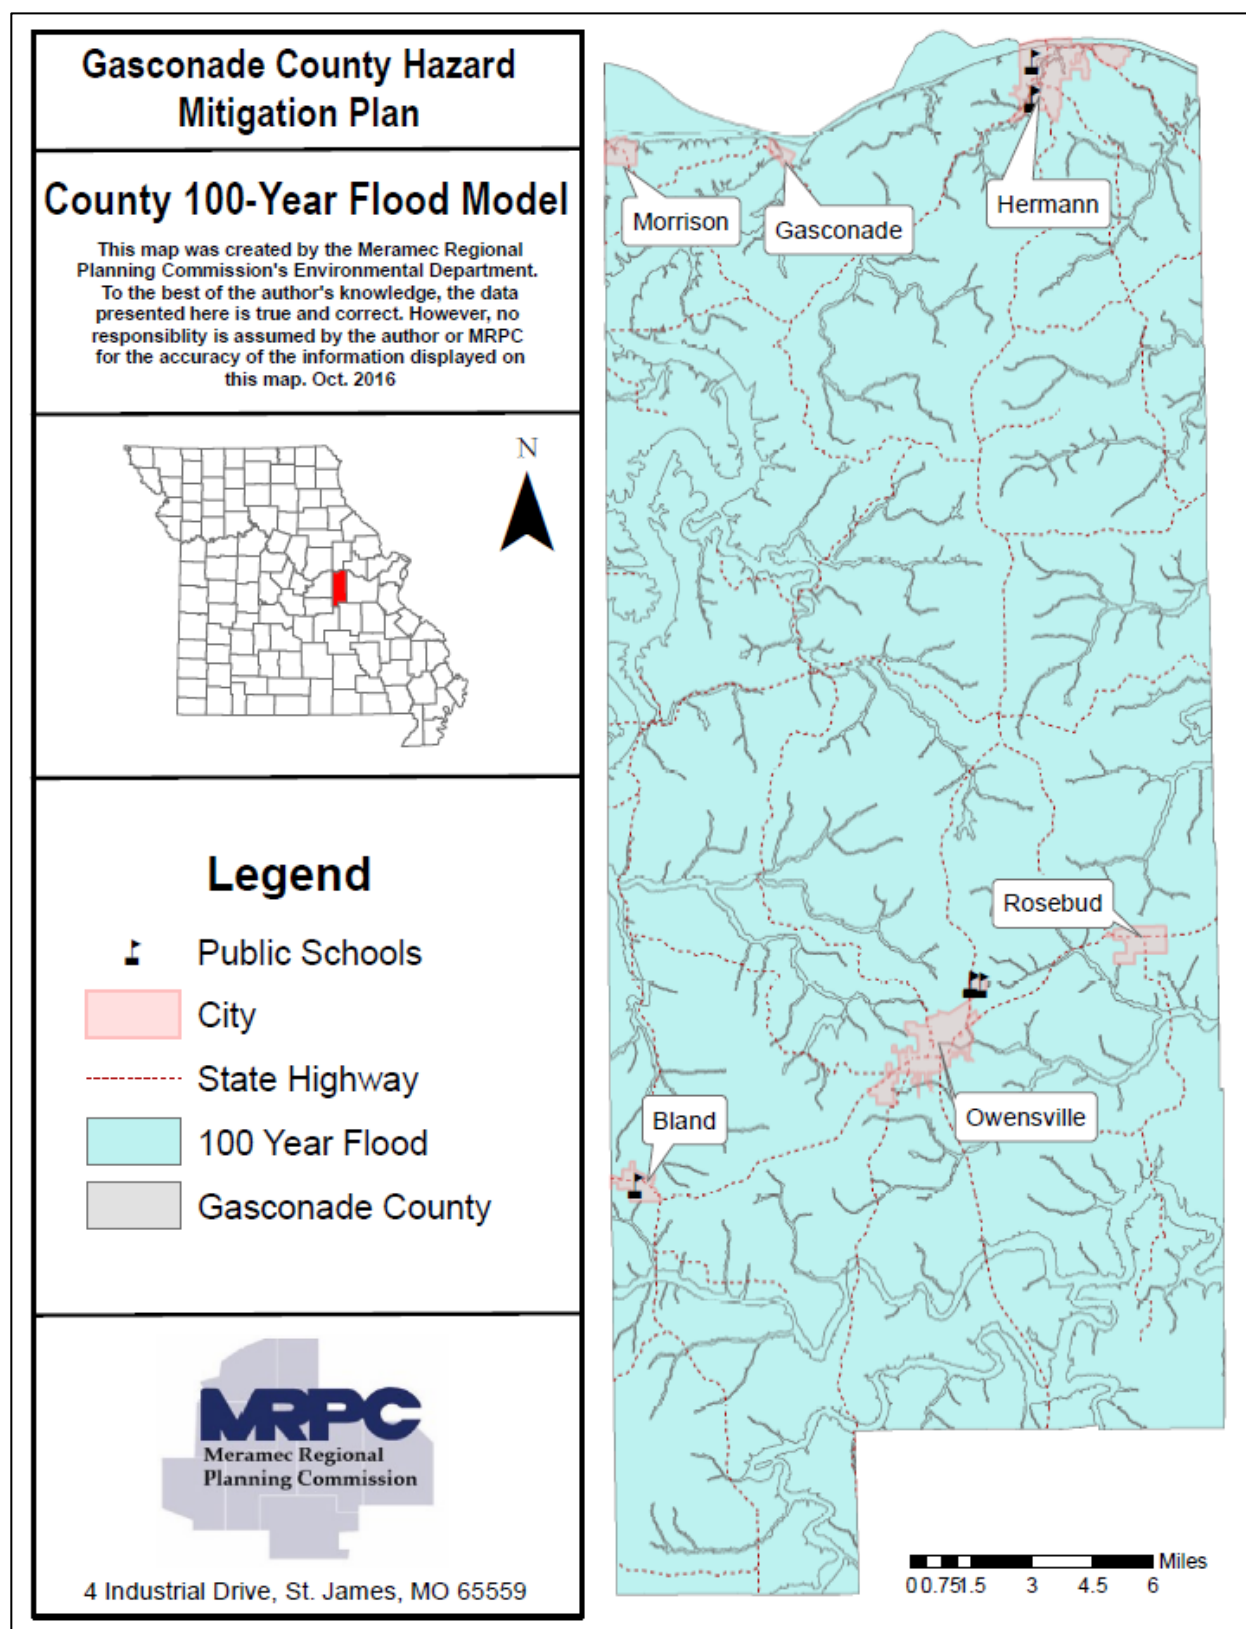 Gasconade County Hazard
Mitigation Plan
County 100-Year Flood Model
This map was created by the Meramec Regional
Planning Commission's Environmental Department.
To the best of the author's knowledge, the data
presented here is true and correct. However, no
responsiblity is assumed by the author or MRPC
for the accuracy of the information displayed on
this map. Oct. 2016
N
Legend
Public Schools
City
State Highway
100 Year Flood
Gasconade County
MRPC
Meramec Regional
Planning Commission
4 Industrial Drive, St. James, MO 65559
Morrison
Gasconade
Hermann
Rosebud
Owensville
Bland
Miles
0 0.75 1.5 3 4.5 6